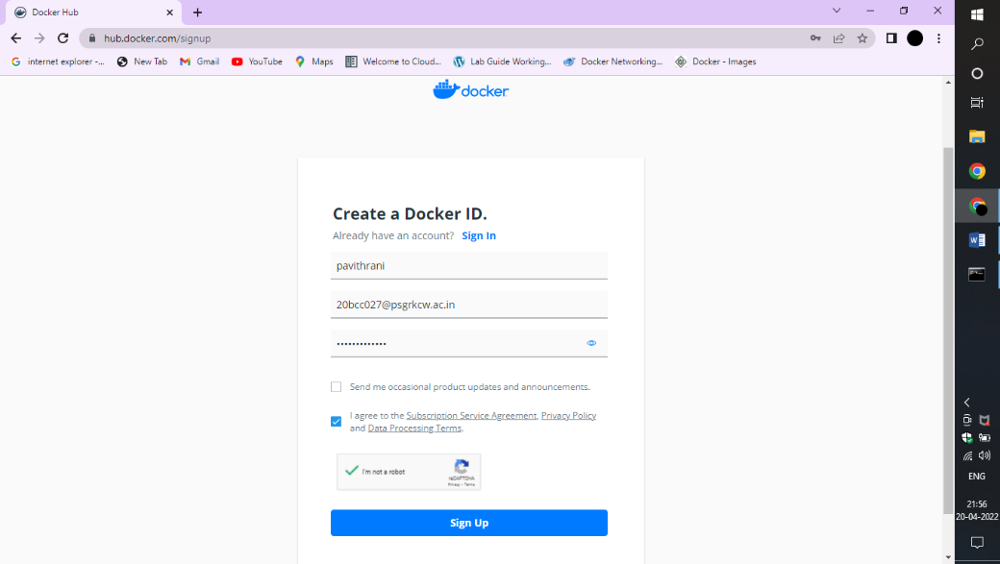 Docker Hub
hub.docker.com/signup
internet explorer -...
New Tab
Gmail
YouTube
Maps
Welcome to Cloud...
Lab Guide Working...
Docker Networking...
Docker - Images
docker
Create a Docker ID.
Already have an account? Sign In
pavithrani
20bcc027@psgrkcw.ac.in
Send me occasional product updates and announcements.
I agree to the Subscription Service Agreement, Privacy Policy
and Data Processing Terms.
I'm not a robot
reCAPTCHA
Privacy - Terms
Sign Up
ENG
21:56
20-04-2022